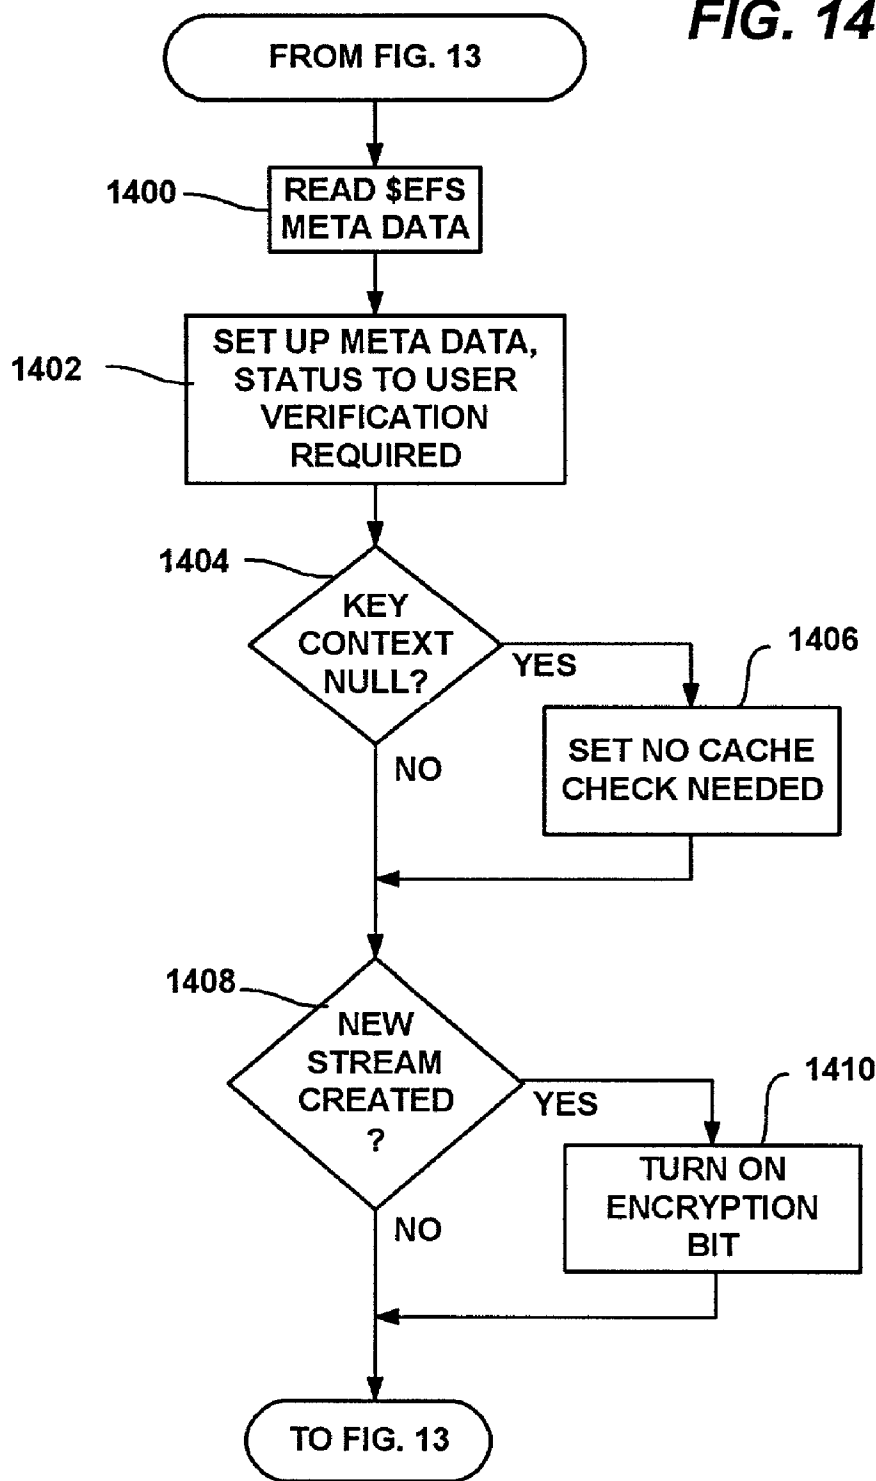 FIG. 14
FROM FIG. 13
1400
READ $EFS
META DATA
1402
SET UP META DATA,
STATUS TO USER
VERIFICATION
REQUIRED
1404
KEY
CONTEXT
NULL?
YES
1406
NO
SET NO CACHE
CHECK NEEDED
1408
NEW
STREAM
CREATED
?
YES
1410
NO
TURN ON
ENCRYPTION
BIT
TO FIG. 13